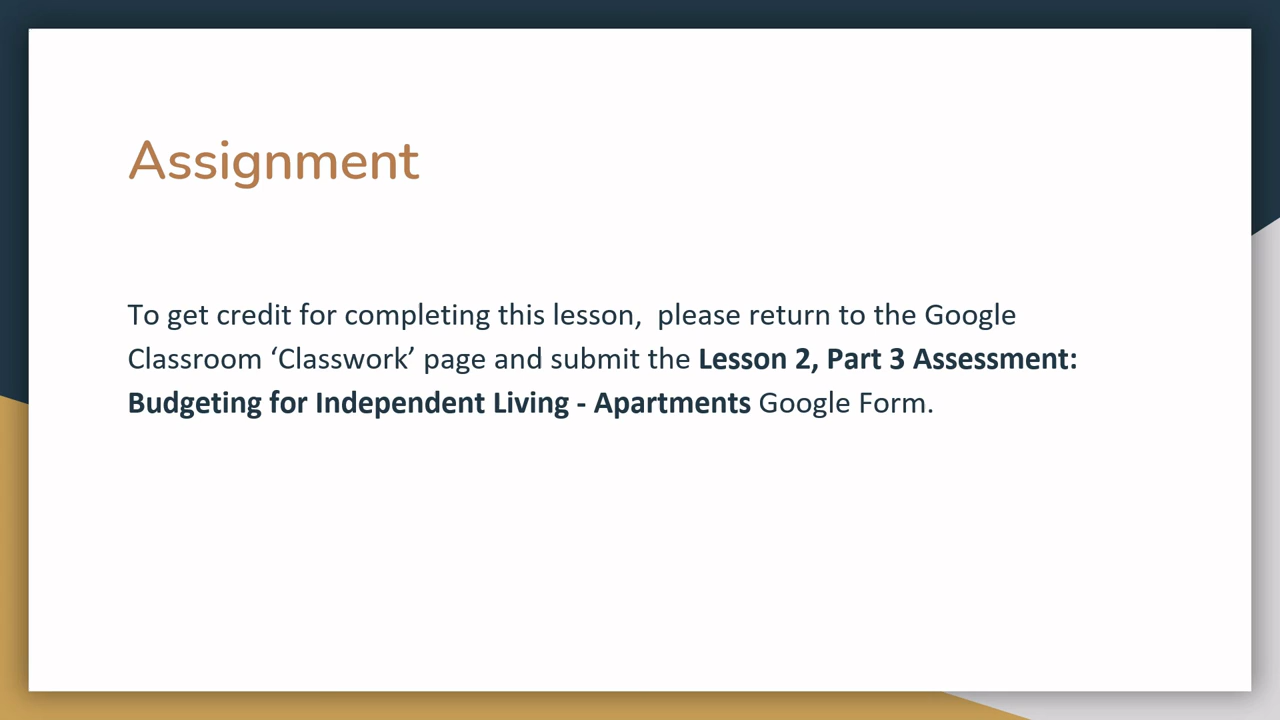 Assignment
To get credit for completing this lesson,  please return to the Google
Classroom ‘Classwork’ page and submit the Lesson 2, Part 3 Assessment:
Budgeting for Independent Living - Apartments Google Form.